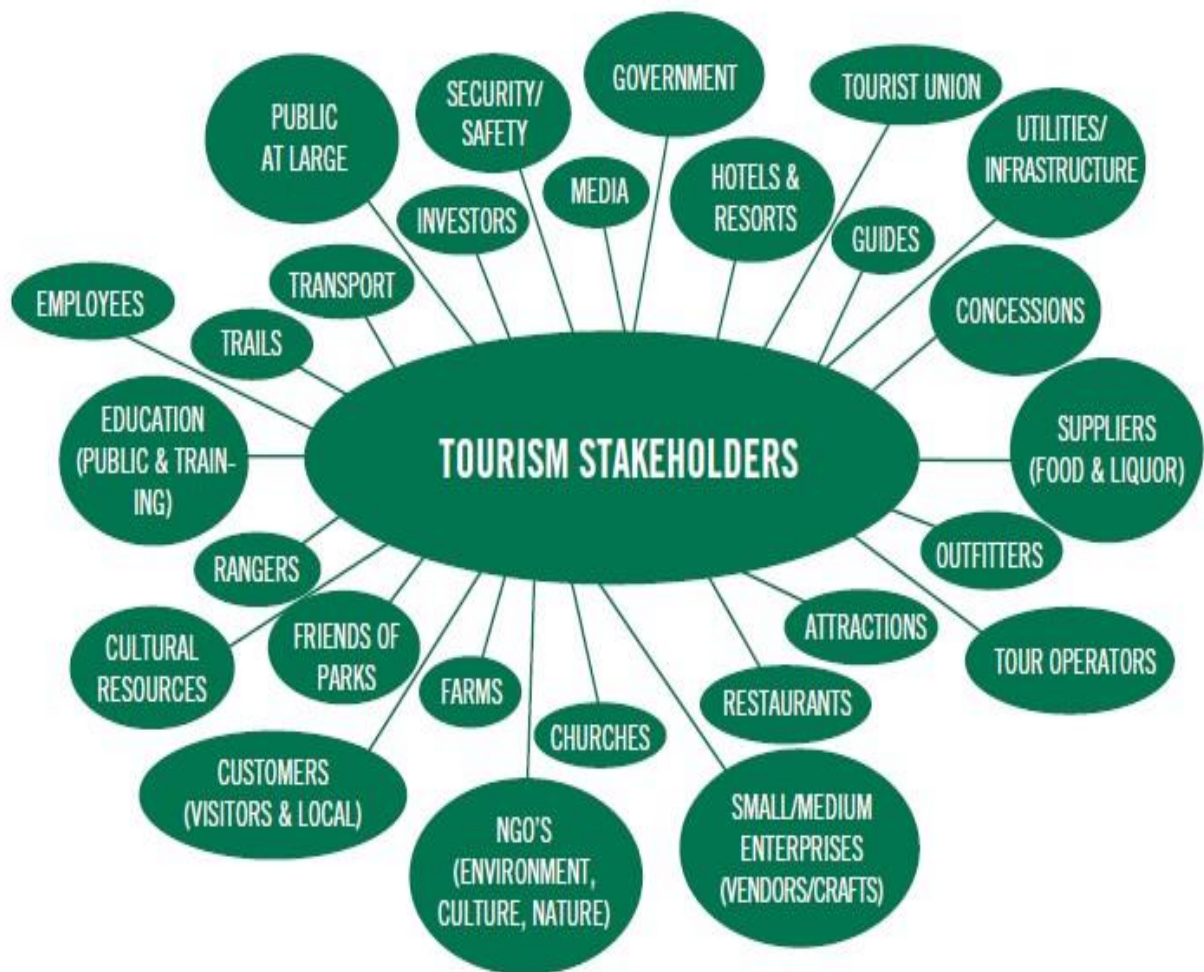 GOVERNMENT
SECURITY/
SAFETY
TOURIST UNION
PUBLIC
AT LARGE
UTILITIES/
INFRASTRUCTURE
MEDIA
HOTELS &
RESORTS
INVESTORS
GUIDES
TRANSPORT
EMPLOYEES
CONCESSIONS
TRAILS
EDUCATION
(PUBLIC & TRAIN-
ING)
TOURISM STAKEHOLDERS
SUPPLIERS
(FOOD & LIQUOR)
RANGERS
OUTFITTERS
CULTURAL
RESOURCES
FRIENDS OF
PARKS
ATTRACTIONS
TOUR OPERATORS
FARMS
RESTAURANTS
CHURCHES
CUSTOMERS
(VISITORS & LOCAL)
NGO'S
(ENVIRONMENT,
CULTURE, NATURE)
SMALL/MEDIUM
ENTERPRISES
(VENDORS/CRAFTS)